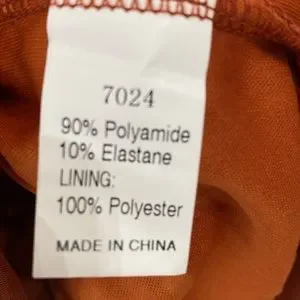 7024
90% Polyamide
10% Elastane
LINING:
100% Polyester
MADE IN CHINA